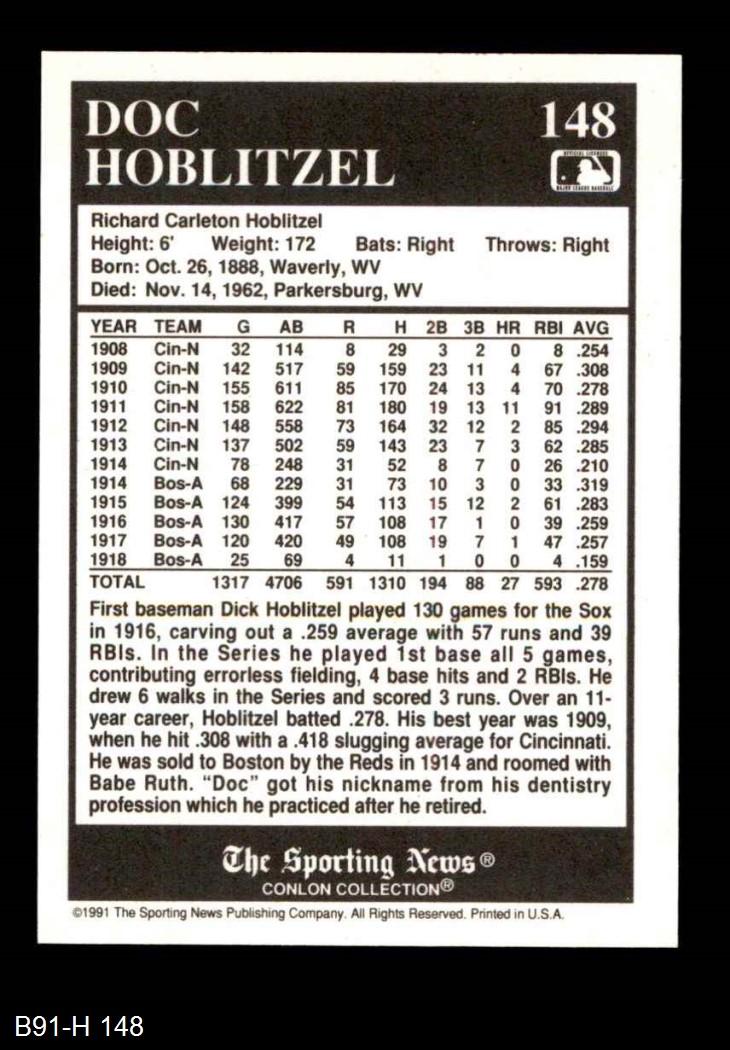 DOC
HOBLITZEL
148
OFFICIAL LICENSEE
MAJOR LEAGUE BASEBALL
Richard Carleton Hoblitzel
Height: 6' Weight: 172 Bats: Right Throws: Right
Born: Oct. 26, 1888, Waverly, WV
Died: Nov. 14, 1962, Parkersburg, WV
YEAR TEAM G AB R H 2B 3B HR RBI AVG
1908 Cin-N 32 114 8 29 3 2 0 8 .254
1909 Cin-N 142 517 59 159 23 11 4 67 .308
1910 Cin-N 155 611 85 170 24 13 4 70 .278
1911 Cin-N 158 622 81 180 19 13 11 91 .289
1912 Cin-N 148 558 73 164 32 12 2 85 .294
1913 Cin-N 137 502 59 143 23 7 3 62 .285
1914 Cin-N 78 248 31 52 8 7 0 26 .210
1914 Bos-A 68 229 31 73 10 3 0 33 .319
1915 Bos-A 124 399 54 113 15 12 2 61 .283
1916 Bos-A 130 417 57 108 17 1 0 39 .259
1917 Bos-A 120 420 49 108 19 7 1 47 .257
1918 Bos-A 25 69 4 11 1 0 0 4 .159
TOTAL 1317 4706 591 1310 194 88 27 593 .278
First baseman Dick Hoblitzel played 130 games for the Sox
in 1916, carving out a .259 average with 57 runs and 39
RBIs. In the Series he played 1st base all 5 games,
contributing errorless fielding, 4 base hits and 2 RBIs. He
drew 6 walks in the Series and scored 3 runs. Over an 11-
year career, Hoblitzel batted .278. His best year was 1909,
when he hit .308 with a .418 slugging average for Cincinnati.
He was sold to Boston by the Reds in 1914 and roomed with
Babe Ruth. “Doc” got his nickname from his dentistry
profession which he practiced after he retired.
The Sporting News®
CONLON COLLECTION®
©1991 The Sporting News Publishing Company. All Rights Reserved. Printed in U.S.A.
B91-H 148